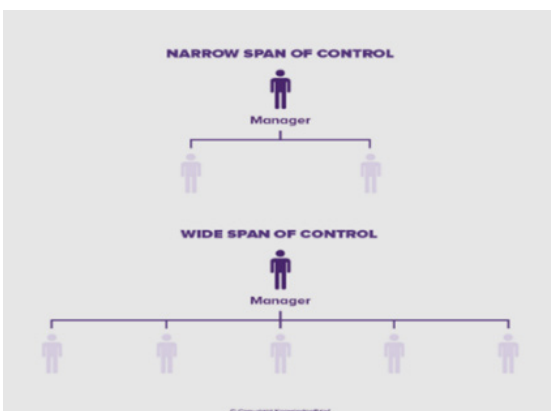 NARROW SPAN OF CONTROL
Manager
WIDE SPAN OF CONTROL
Manager